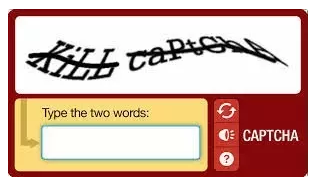 KiLL CaPtChA
Type the two words:
CAPTCHA
?